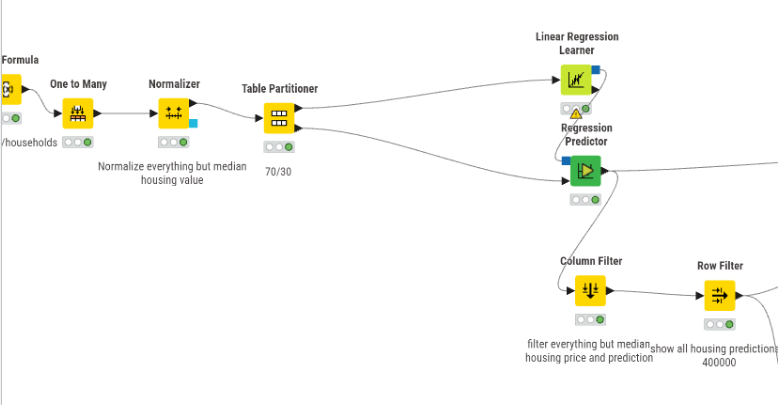 Formula
/households
One to Many
Normalizer
Normalize everything but median
housing value
Table Partitioner
70/30
Linear Regression
Learner
Regression
Predictor
Column Filter
filter everything but median
housing price and prediction
Row Filter
show all housing predictions
400000